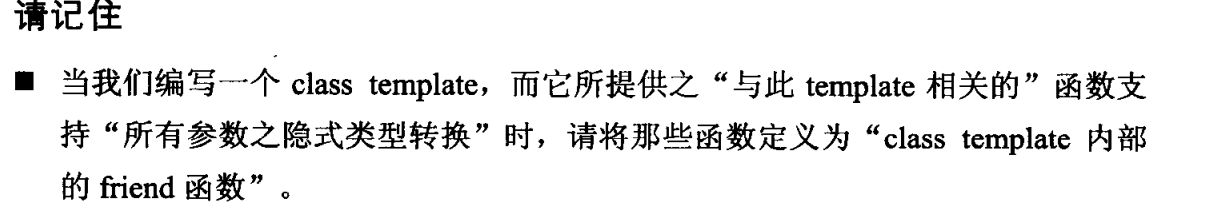 请记住
■ 当我们编写一个 class template，而它所提供之“与此 template 相关的”函数支
持“所有参数之隐式类型转换”时，请将那些函数定义为“class template 内部
的 friend 函数”。